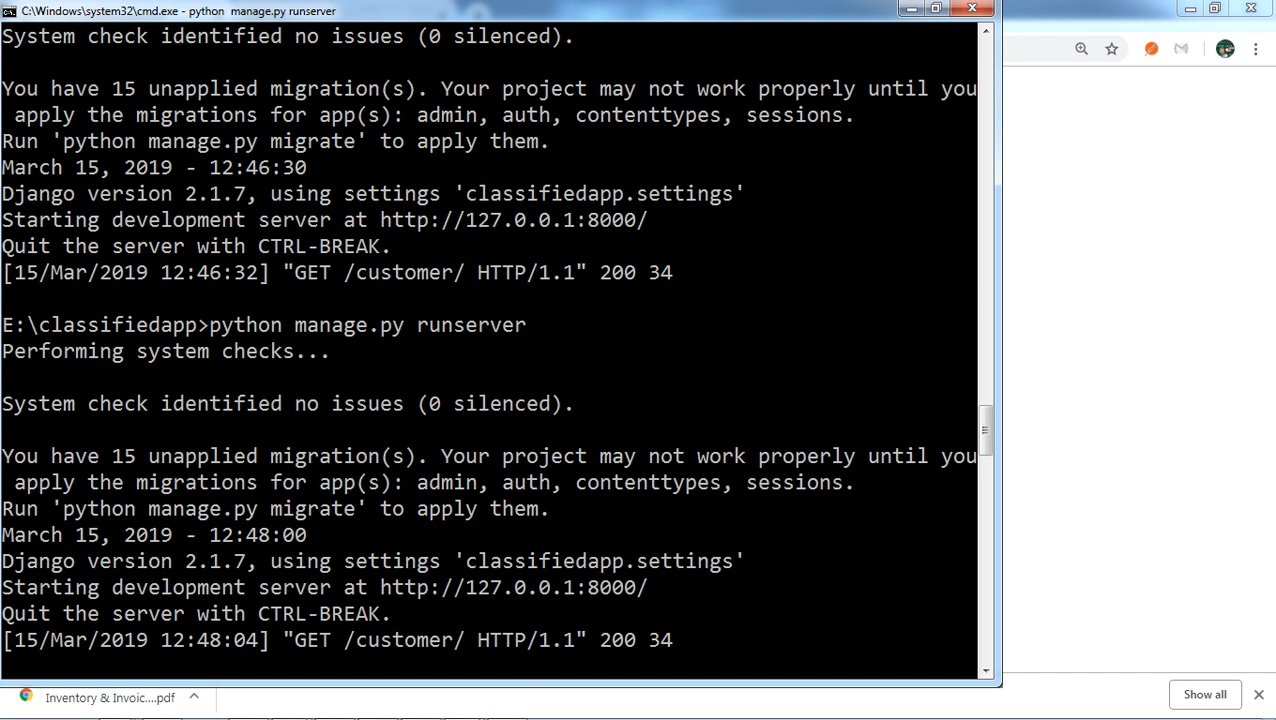 C:\Windows\system32\cmd.exe - python  manage.py runserver
System check identified no issues (0 silenced).
You have 15 unapplied migration(s). Your project may not work properly until you
 apply the migrations for app(s): admin, auth, contenttypes, sessions.
Run 'python manage.py migrate' to apply them.
March 15, 2019 - 12:46:30
Django version 2.1.7, using settings 'classifiedapp.settings'
Starting development server at http://127.0.0.1:8000/
Quit the server with CTRL-BREAK.
[15/Mar/2019 12:46:32] "GET /customer/ HTTP/1.1" 200 34
E:\classifiedapp>python manage.py runserver
Performing system checks...
System check identified no issues (0 silenced).
You have 15 unapplied migration(s). Your project may not work properly until you
 apply the migrations for app(s): admin, auth, contenttypes, sessions.
Run 'python manage.py migrate' to apply them.
March 15, 2019 - 12:48:00
Django version 2.1.7, using settings 'classifiedapp.settings'
Starting development server at http://127.0.0.1:8000/
Quit the server with CTRL-BREAK.
[15/Mar/2019 12:48:04] "GET /customer/ HTTP/1.1" 200 34
Inventory & Invoic....pdf
Show all